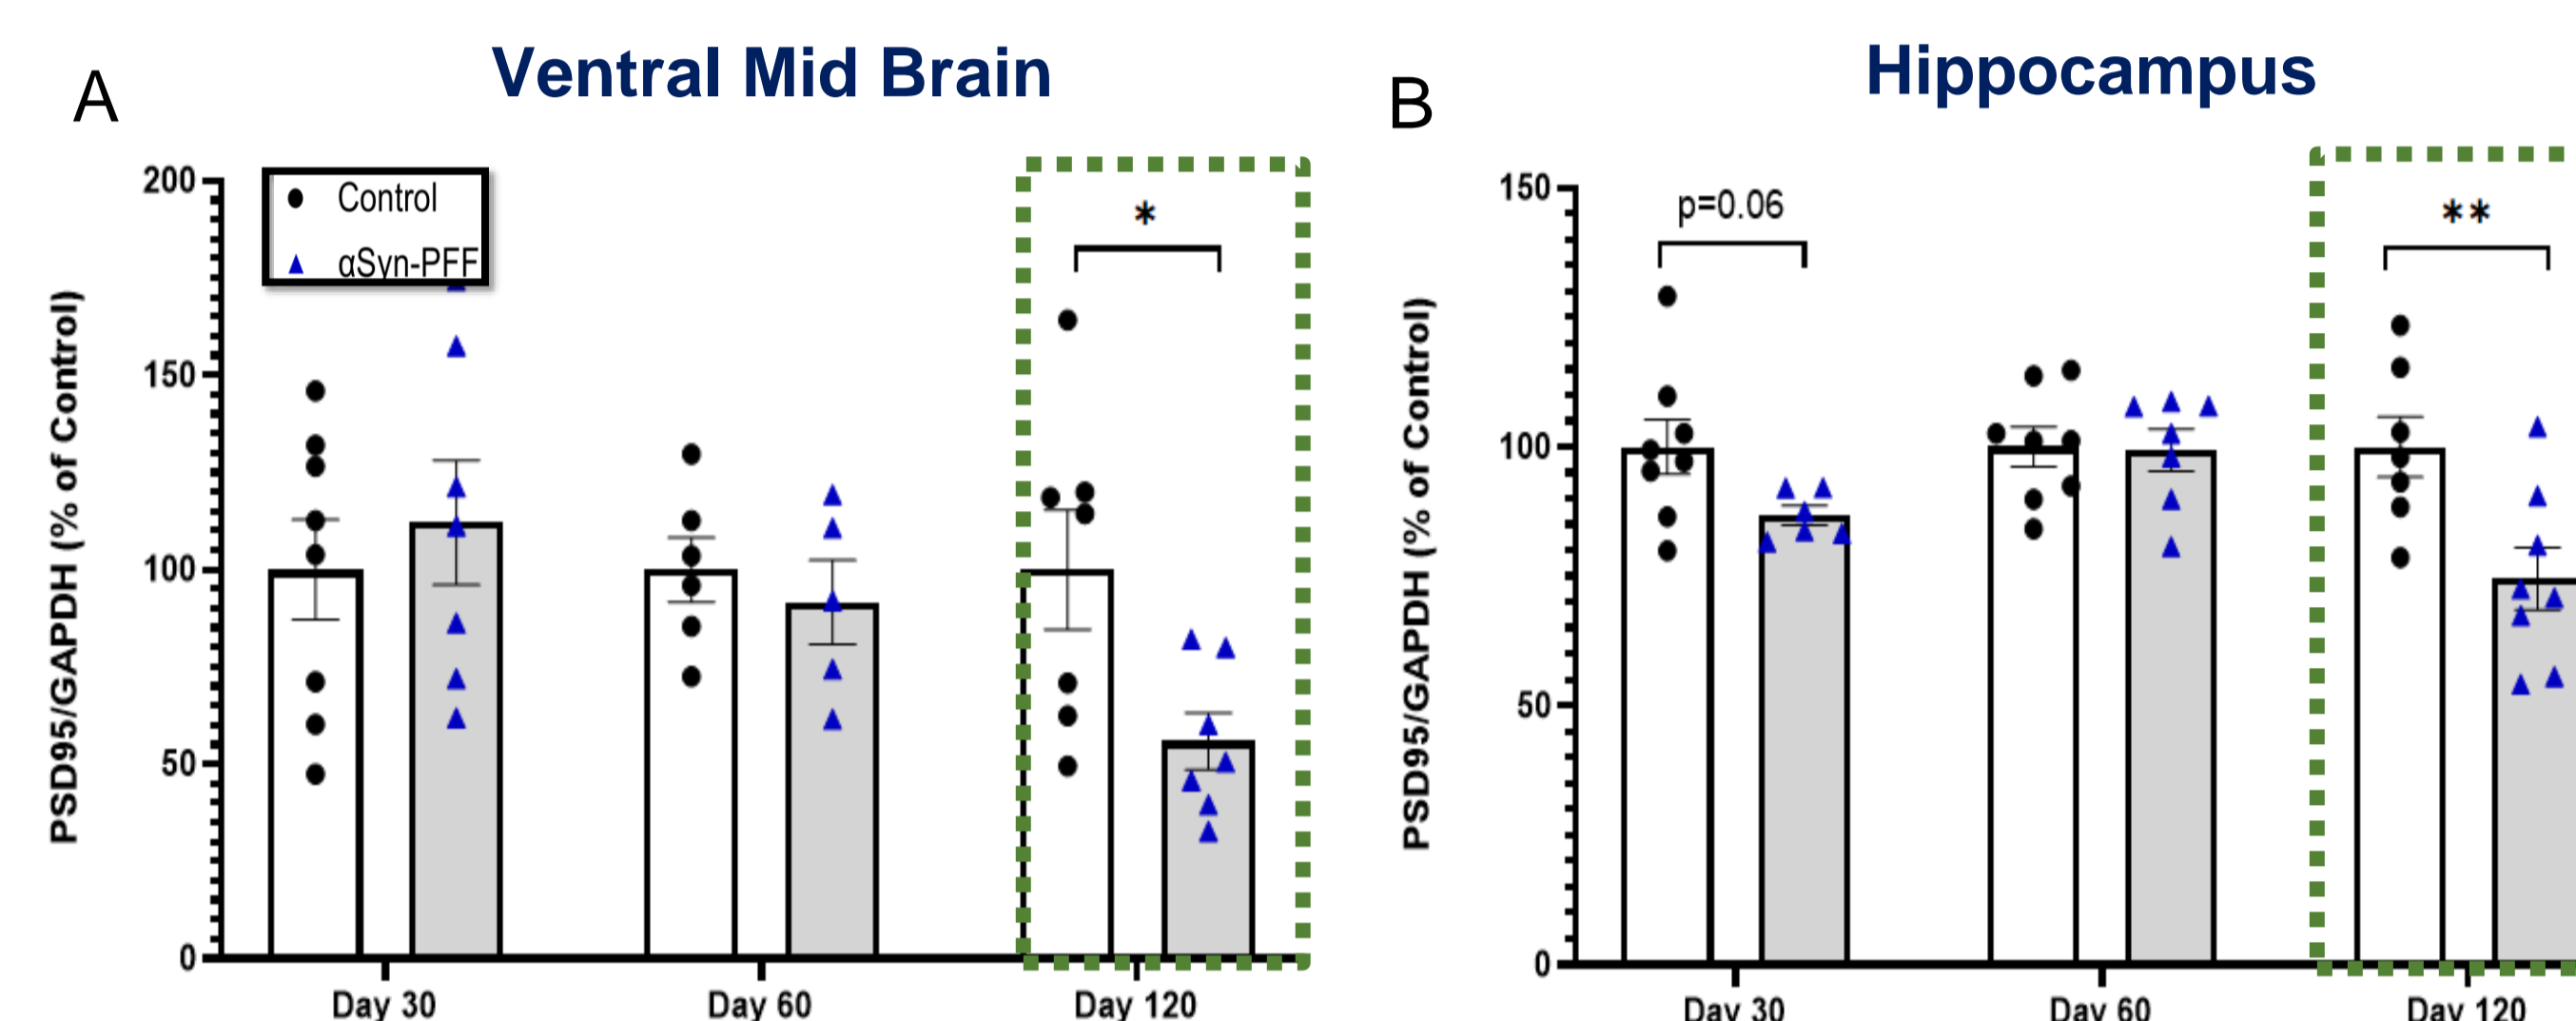 A
Ventral Mid Brain
PSD95/GAPDH (% of Control)
200
150
100
50
0
Control
αSyn-PFF
*
Day 30
Day 60
Day 120
B
Hippocampus
PSD95/GAPDH (% of Control)
150
100
50
0
p=0.06
**
Day 30
Day 60
Day 120